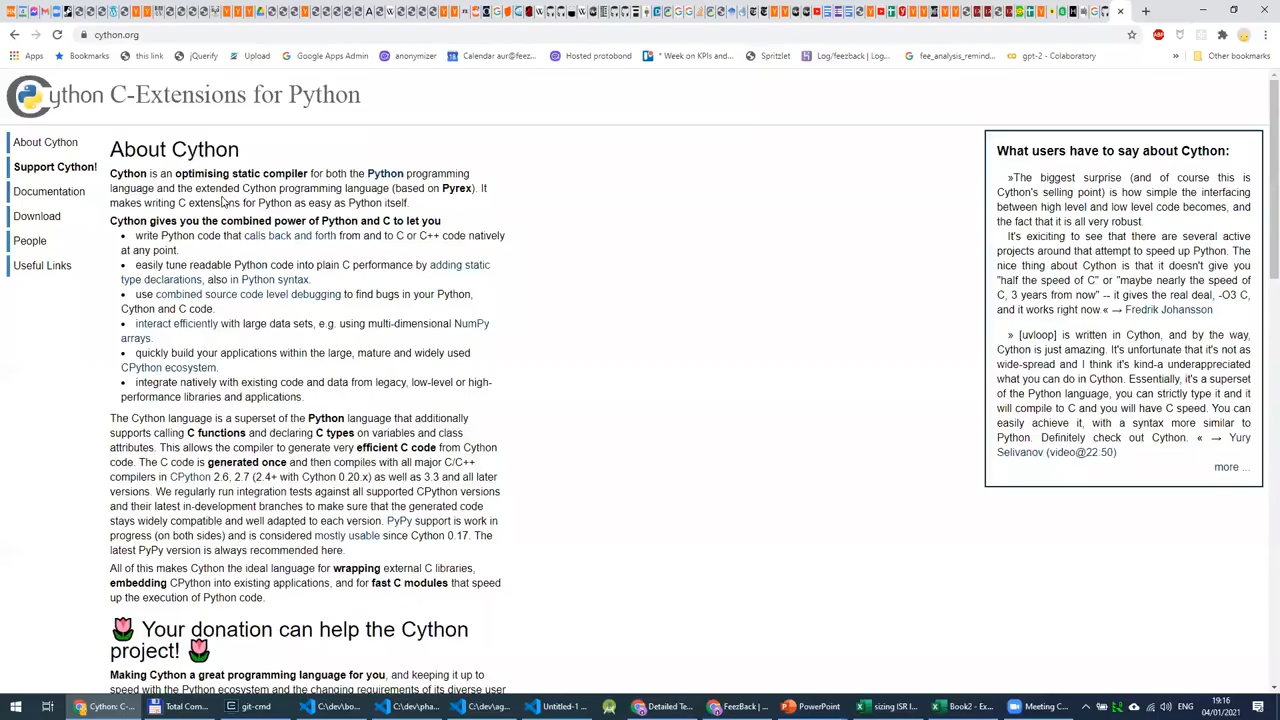 cython.org
Apps
Bookmarks
this link
jQuerify
Upload
Google Apps Admin
anonymizer
Calendar aur@feez...
Hosted protobond
* Week on KPIs and...
Spritzlet
Log/feezback | Log...
fee_analysis_remind...
gpt-2 - Colaboratory
»
Other bookmarks
Cython C-Extensions for Python
About Cython
Support Cython!
Documentation
Download
People
Useful Links
About Cython
Cython is an optimising static compiler for both the Python programming
language and the extended Cython programming language (based on Pyrex). It
makes writing C extensions for Python as easy as Python itself.
Cython gives you the combined power of Python and C to let you
• write Python code that calls back and forth from and to C or C++ code natively
at any point.
• easily tune readable Python code into plain C performance by adding static
type declarations, also in Python syntax.
• use combined source code level debugging to find bugs in your Python,
Cython and C code.
• interact efficiently with large data sets, e.g. using multi-dimensional NumPy
arrays.
• quickly build your applications within the large, mature and widely used
CPython ecosystem.
• integrate natively with existing code and data from legacy, low-level or high-
performance libraries and applications.
The Cython language is a superset of the Python language that additionally
supports calling C functions and declaring C types on variables and class
attributes. This allows the compiler to generate very efficient C code from Cython
code. The C code is generated once and then compiles with all major C/C++
compilers in CPython 2.6, 2.7 (2.4+ with Cython 0.20.x) as well as 3.3 and all later
versions. We regularly run integration tests against all supported CPython versions
and their latest in-development branches to make sure that the generated code
stays widely compatible and well adapted to each version. PyPy support is work in
progress (on both sides) and is considered mostly usable since Cython 0.17. The
latest PyPy version is always recommended here.
All of this makes Cython the ideal language for wrapping external C libraries,
embedding CPython into existing applications, and for fast C modules that speed
up the execution of Python code.
Your donation can help the Cython
project!
Making Cython a great programming language for you, and keeping it up to
speed with the Python ecosystem and the changing requirements of its diverse user
What users have to say about Cython:
»The biggest surprise (and of course this is
Cython's selling point) is how simple the interfacing
between high level and low level code becomes, and
the fact that it is all very robust.
It's exiciting to see that there are several active
projects around that attempt to speed up Python. The
nice thing about Cython is that it doesn't give you
"half the speed of C" or "maybe nearly the speed of
C, 3 years from now" -- it gives the real deal, -O3 C,
and it works right now.« → Fredrik Johansson
» [uvloop] is written in Cython, and by the way,
Cython is just amazing. It's unfortunate that it's not as
wide-spread and I think it's kind-a underappreciated
what you can do in Cython. Essentially, it's a superset
of the Python language, you can strictly type it and it
will compile to C and you will have C speed. You can
easily achieve it, with a syntax more similar to
Python. Definitely check out Cython. « → Yury
Selivanov (video@22:50)
more ...
Cython: C-...
Total Com...
git-cmd
C:\dev\bo...
C:\dev\pha...
C:\dev\ag...
Untitled-1 ...
Detailed Te...
FeezBack | ...
PowerPoint
sizing ISR I...
Book2 - Ex...
Meeting C...
ENG
19:16
04/01/2021